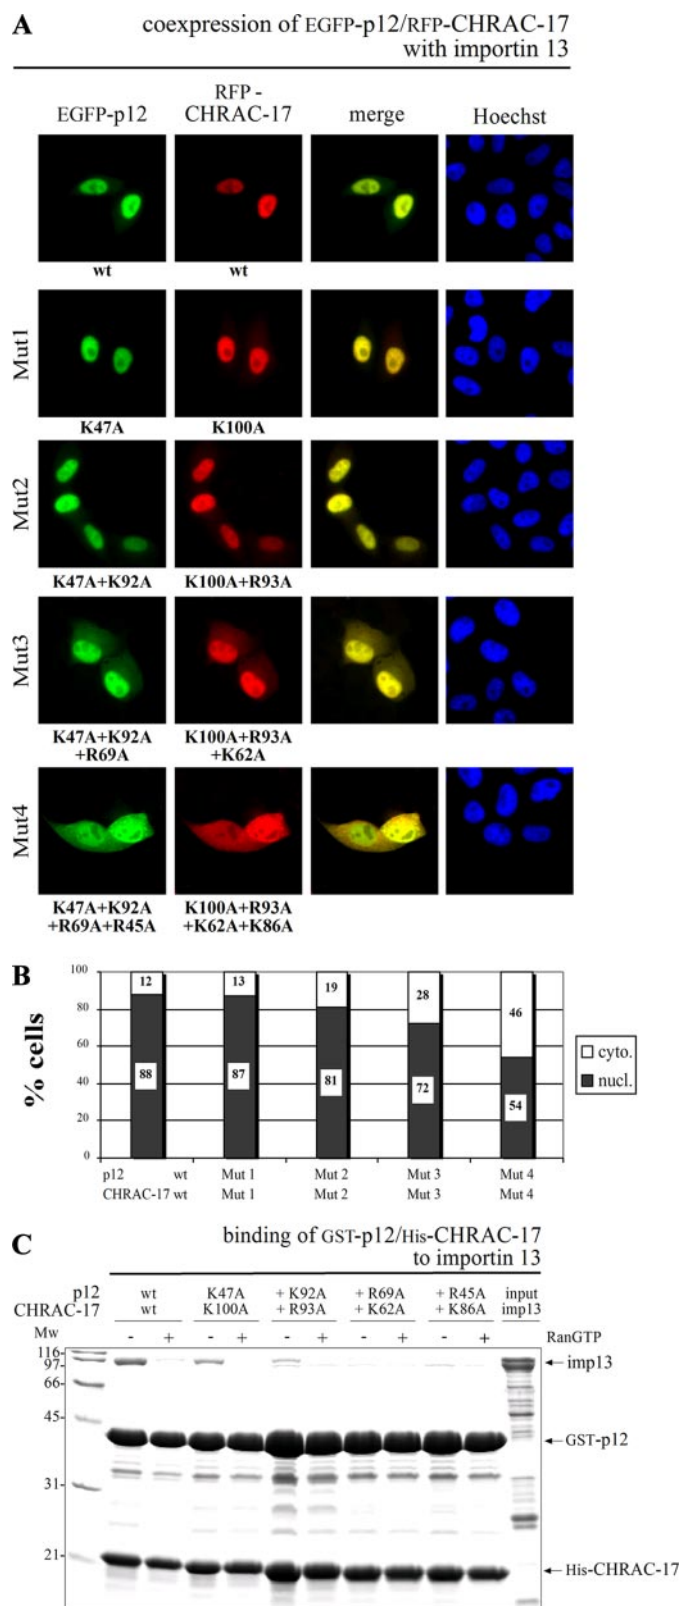 A
coexpression of EGFP-p12/RFP-CHRAC-17
with importin 13
EGFP-p12
RFP -
CHRAC-17
merge
Hoechst
wt
wt
Mut1
K47A
K100A
Mut2
K47A+K92A
K100A+R93A
Mut3
K47A+K92A
+R69A
K100A+R93A
+K62A
Mut4
K47A+K92A
+R69A+R45A
K100A+R93A
+K62A+K86A
B
% cells
100
80
60
40
20
0
12
13
19
28
46
88
87
81
72
54
cyto.
nucl.
p12 wt Mut 1 Mut 2 Mut 3 Mut 4
CHRAC-17 wt Mut 1 Mut 2 Mut 3 Mut 4
C
binding of GST-p12/His-CHRAC-17
to importin 13
p12 wt K47A + K92A + R69A + R45A input
CHRAC-17 wt K100A + R93A + K62A + K86A imp13
Mw - + - + - + - + - + RanGTP
116-
97-
66-
45-
31-
21-
imp13
GST-p12
His-CHRAC-17